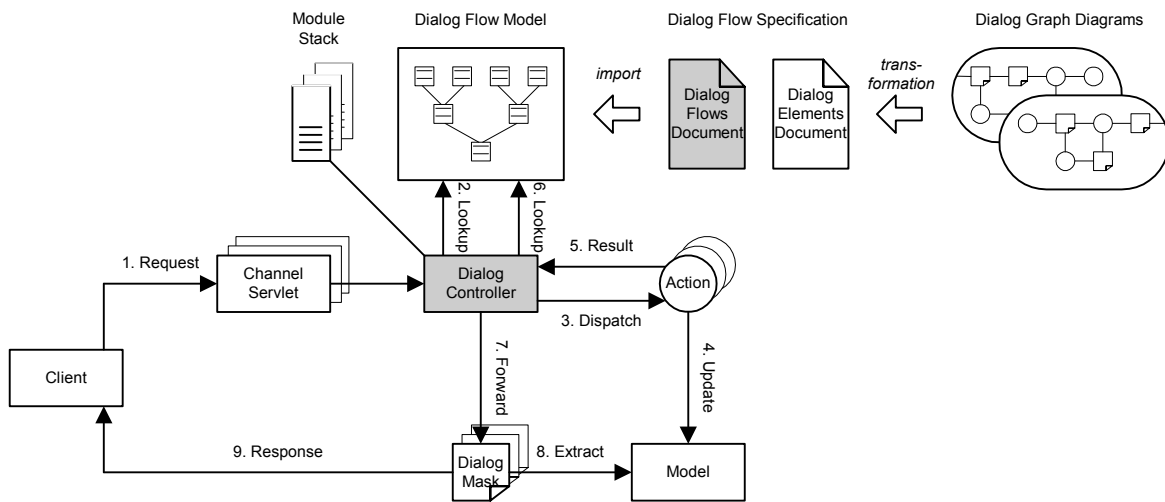 Module
Stack
Dialog Flow Model
Dialog Flow Specification
Dialog Graph Diagrams
import
trans-
formation
Dialog
Flows
Document
Dialog
Elements
Document
2. Lookup
6. Lookup
1. Request
Channel
Servlet
Dialog
Controller
5. Result
Action
3. Dispatch
7. Forward
4. Update
Client
9. Response
Dialog
Mask
8. Extract
Model